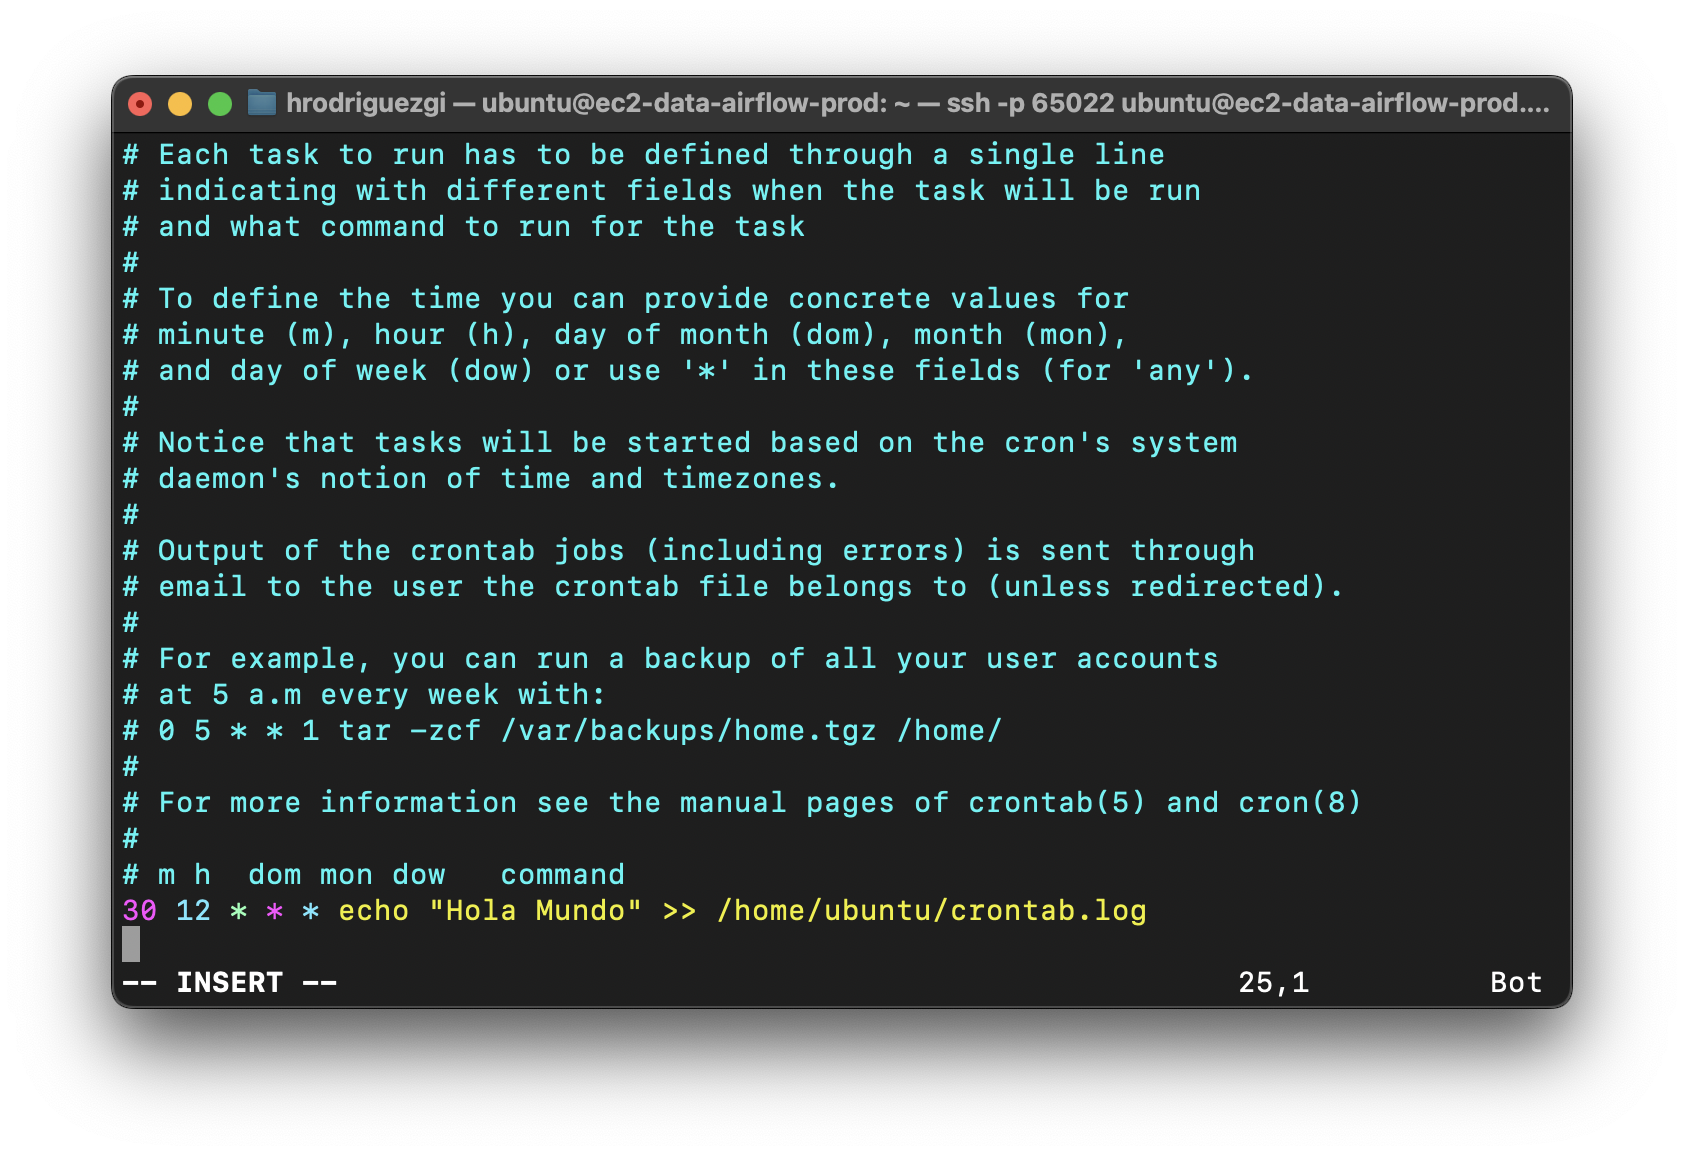 hrodriguezgi — ubuntu@ec2-data-airflow-prod: ~ — ssh -p 65022 ubuntu@ec2-data-airflow-prod....
# Each task to run has to be defined through a single line
# indicating with different fields when the task will be run
# and what command to run for the task
#
# To define the time you can provide concrete values for
# minute (m), hour (h), day of month (dom), month (mon),
# and day of week (dow) or use '*' in these fields (for 'any').
#
# Notice that tasks will be started based on the cron's system
# daemon's notion of time and timezones.
#
# Output of the crontab jobs (including errors) is sent through
# email to the user the crontab file belongs to (unless redirected).
#
# For example, you can run a backup of all your user accounts
# at 5 a.m every week with:
# 0 5 * * 1 tar -zcf /var/backups/home.tgz /home/
#
# For more information see the manual pages of crontab(5) and cron(8)
#
# m h  dom mon dow   command
30 12 * * * echo "Hola Mundo" >> /home/ubuntu/crontab.log
-- INSERT -- 25,1 Bot